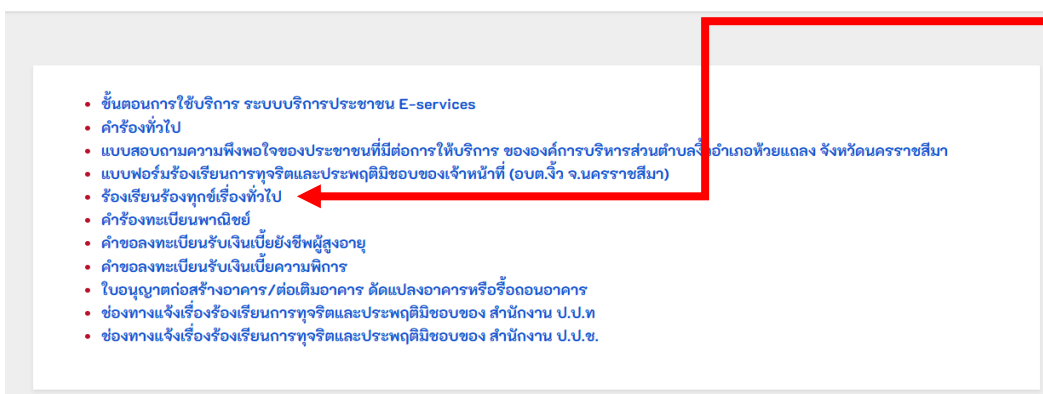 ขั้นตอนการใช้บริการ ระบบบริการประชาชน E-services
คำร้องทั่วไป
แบบสอบถามความพึงพอใจของประชาชนที่มีต่อการให้บริการ ขององค์การบริหารส่วนตำบลงิ้วอำเภอห้วยแถลง จังหวัดนครราชสีมา
แบบฟอร์มร้องเรียนการทุจริตและประพฤติมิชอบของเจ้าหน้าที่ (อบต.งิ้ว จ.นครราชสีมา)
ร้องเรียนร้องทุกข์เรื่องทั่วไป
คำร้องทะเบียนพาณิชย์
คำขอลงทะเบียนรับเงินเบี้ยยังชีพผู้สูงอายุ
คำขอลงทะเบียนรับเงินเบี้ยความพิการ
ใบอนุญาตก่อสร้างอาคาร/ต่อเติมอาคาร ดัดแปลงอาคารหรือรื้อถอนอาคาร
ช่องทางแจ้งเรื่องร้องเรียนการทุจริตและประพฤติมิชอบของ สำนักงาน ป.ป.ท
ช่องทางแจ้งเรื่องร้องเรียนการทุจริตและประพฤติมิชอบของ สำนักงาน ป.ป.ช.